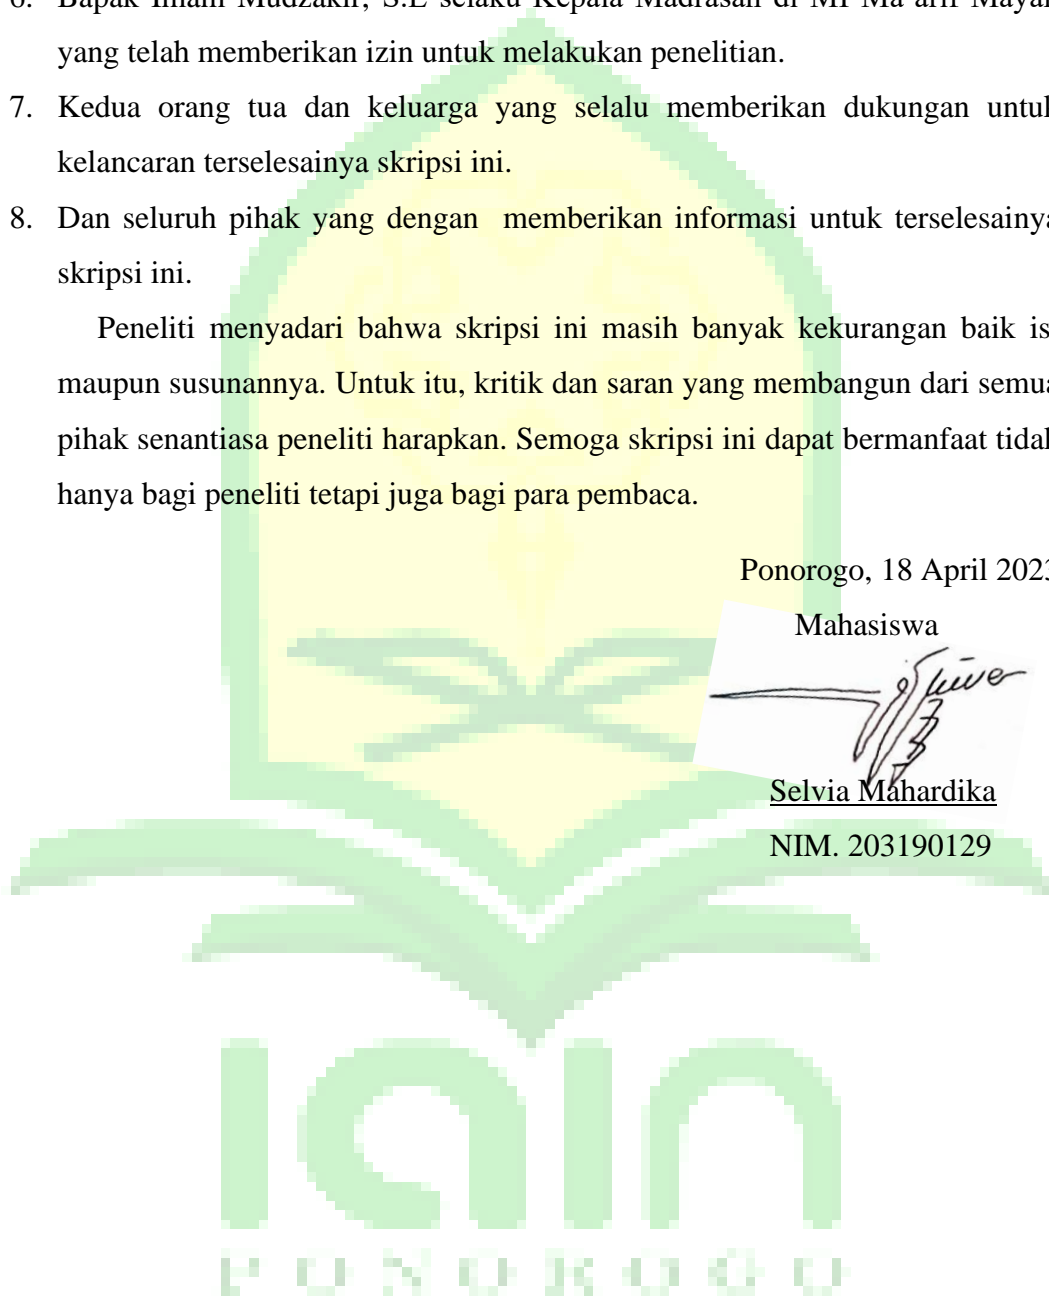 6. Bapak Imam Mudzakir, S.E selaku Kepala Madrasah di MI Ma'arif Mayak
yang telah memberikan izin untuk melakukan penelitian.
7. Kedua orang tua dan keluarga yang selalu memberikan dukungan untuk
kelancaran terselesainya skripsi ini.
8. Dan seluruh pihak yang dengan memberikan informasi untuk terselesainya
skripsi ini.
Peneliti menyadari bahwa skripsi ini masih banyak kekurangan baik isi
maupun susunannya. Untuk itu, kritik dan saran yang membangun dari semua
pihak senantiasa peneliti harapkan. Semoga skripsi ini dapat bermanfaat tidak
hanya bagi peneliti tetapi juga bagi para pembaca.
Ponorogo, 18 April 2023
Mahasiswa
Selvia Mahardika
NIM. 203190129
iain
PONOROGO